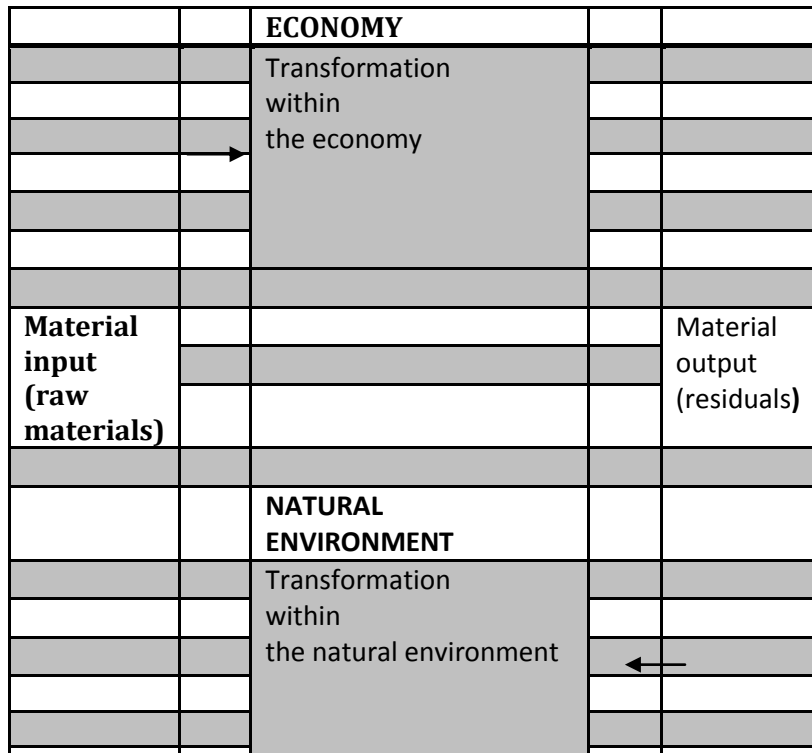 ECONOMY
Transformation
within
the economy
Material
input
(raw
materials)
Material
output
(residuals)
NATURAL
ENVIRONMENT
Transformation
within
the natural environment